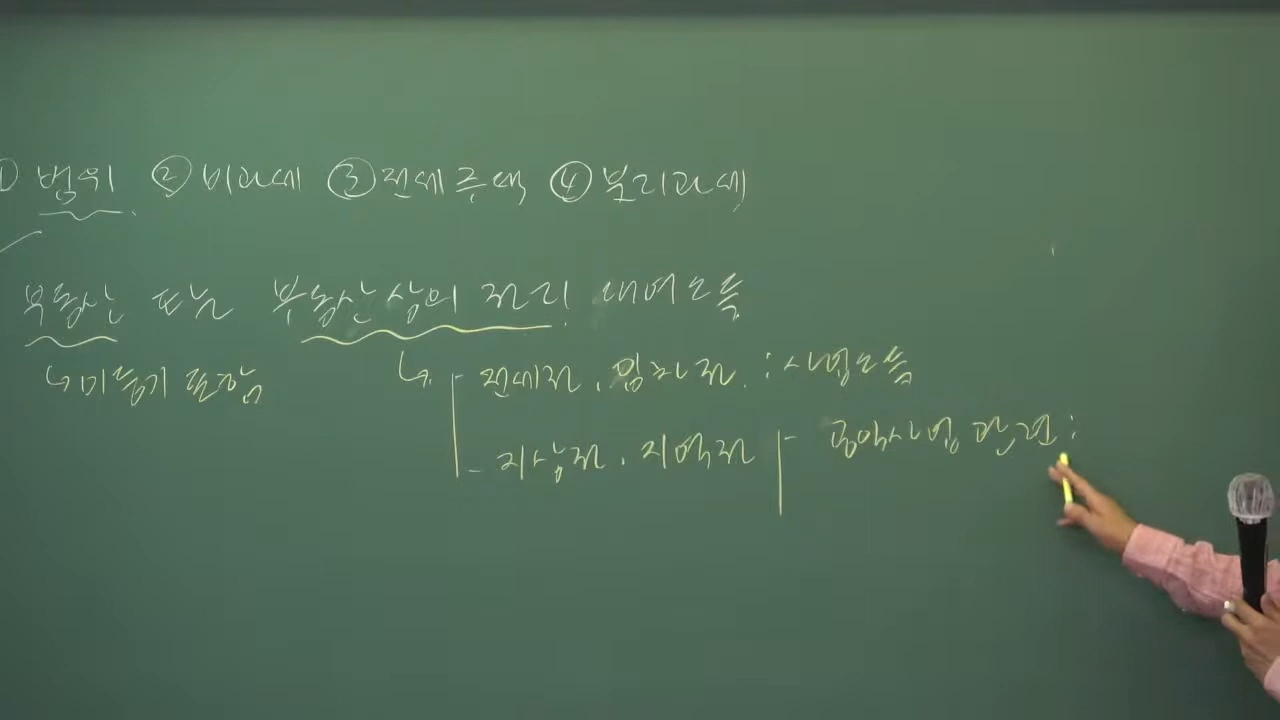 ① 범위 ② 비과세 ③ 전세주택 ④ 분리과세
부동산 또는 부동산상의 권리 대여소득
↳ 미등기 포함
↳ - 전세권, 임차권 : 사업소득
- 지상권, 지역권 - 공익사업 관련 :